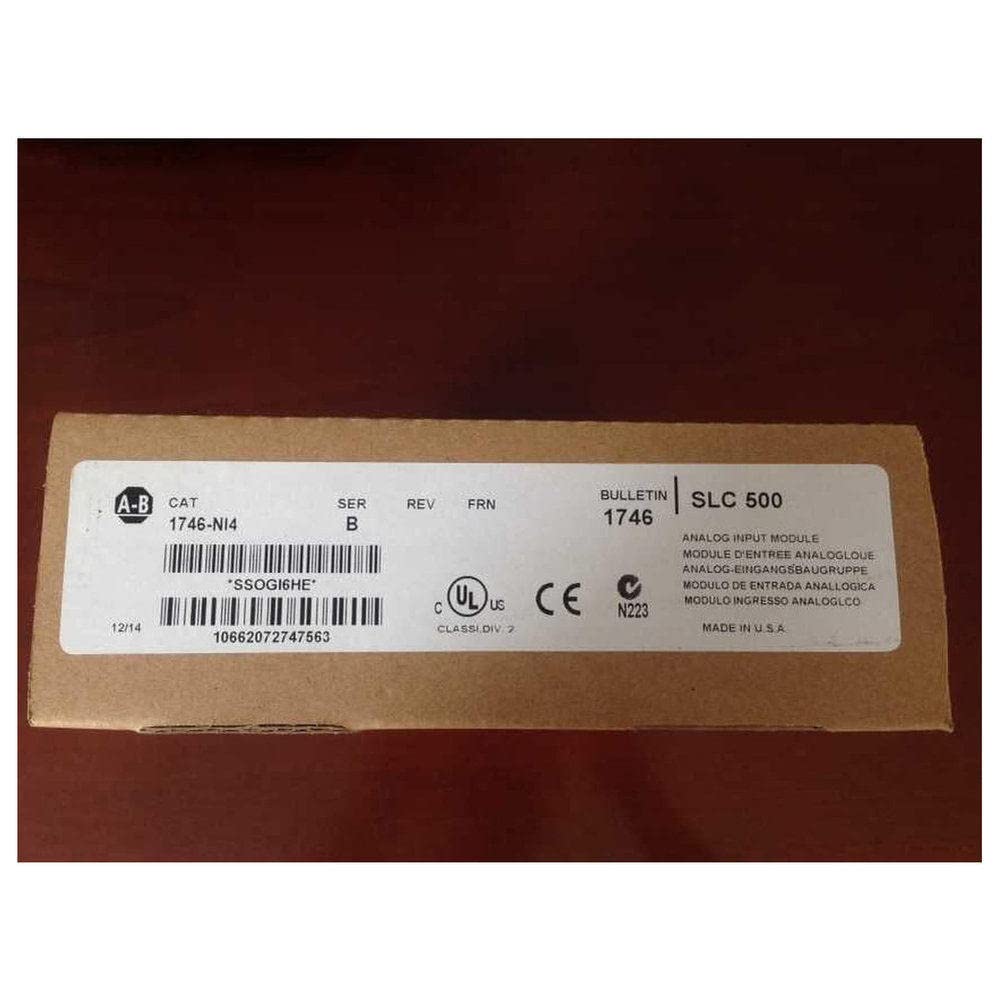 A-B
CAT SER REV FRN
1746-NI4 B
*SSOGI6HE*
12/14
10662072747563
C UL US
CLASSI.DIV. 2
CE
N223
BULLETIN
1746
SLC 500
ANALOG INPUT MODULE
MODULE D'ENTREE ANALOGLOUE
ANALOG-EINGANGSBAUGRUPPE
MODULO DE ENTRADA ANALLOGICA
MODULO INGRESSO ANALOGLCO
MADE IN U.S.A.